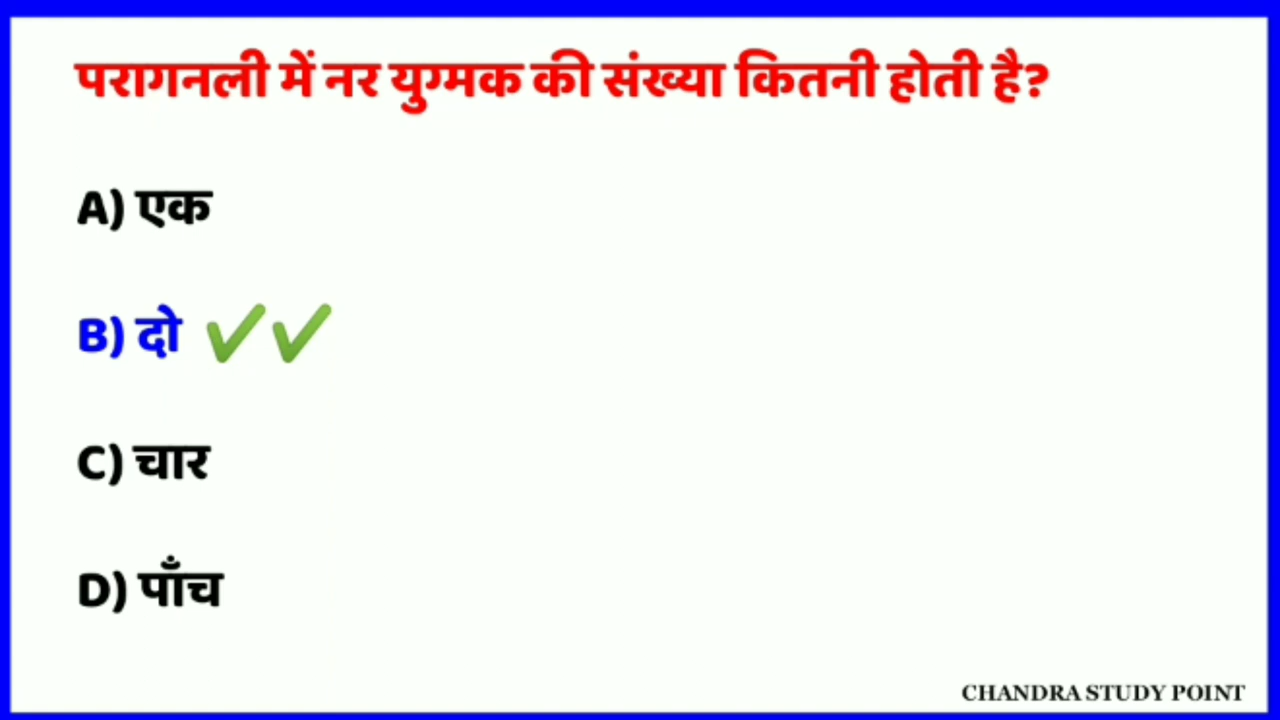 परागनली में नर युग्मक की संख्या कितनी होती है?
A) एक
B) दो ✔✔
C) चार
D) पाँच
CHANDRA STUDY POINT